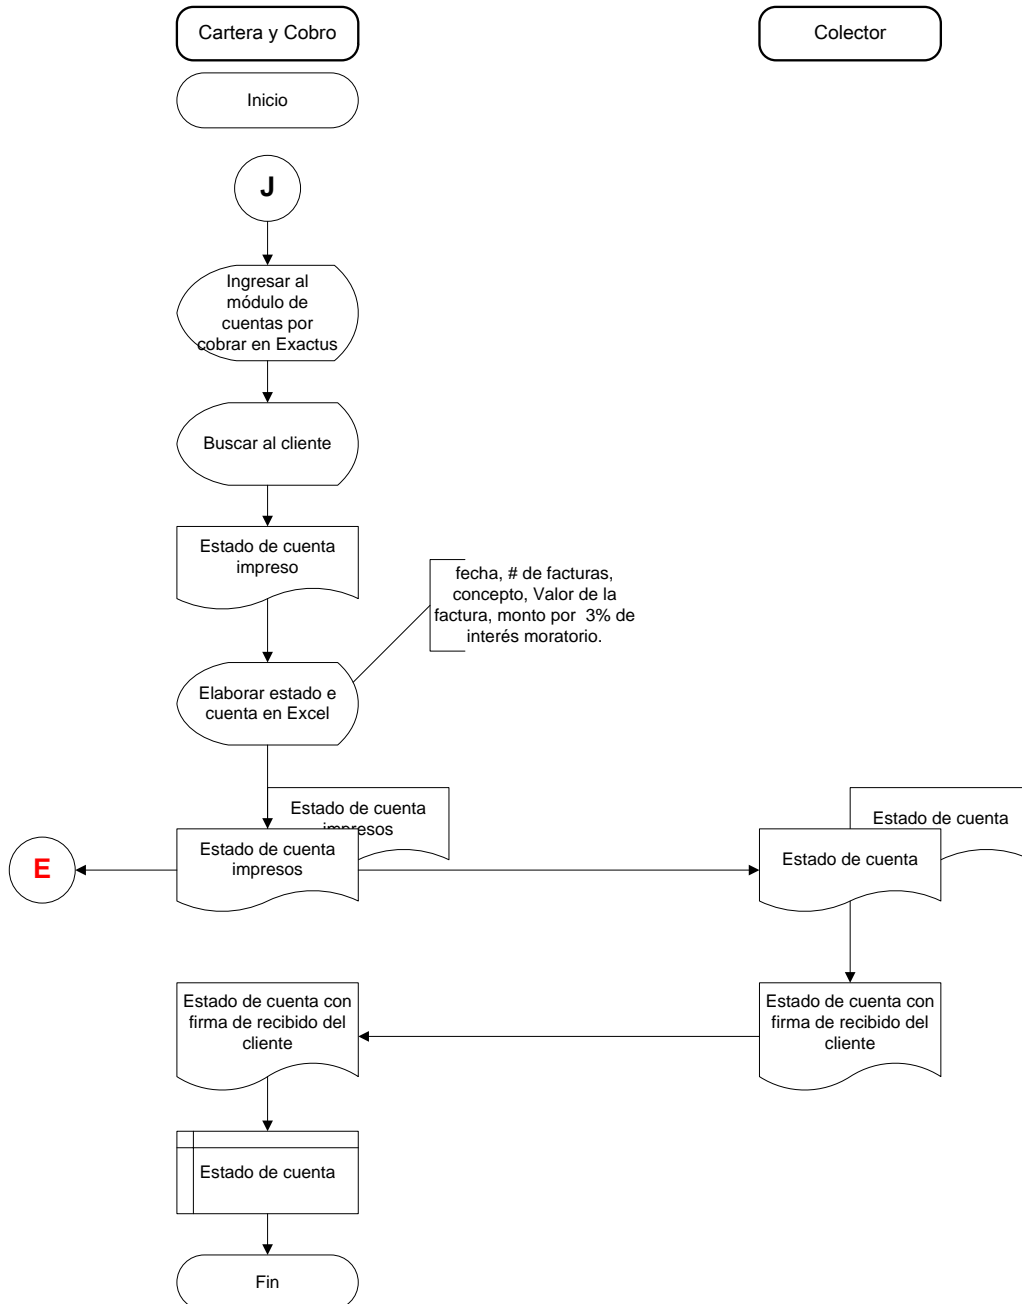 Cartera y Cobro
Colector
Inicio
J
Ingresar al
módulo de
cuentas por
cobrar en Exactus
Buscar al cliente
Estado de cuenta
impreso
fecha, # de facturas,
concepto, Valor de la
factura, monto por 3% de
interés moratorio.
Elaborar estado e
cuenta en Excel
Estado de cuenta
impresos
Estado de cuenta
Estado de cuenta
impresos
E
Estado de cuenta
Estado de cuenta con
firma de recibido del
cliente
Estado de cuenta con
firma de recibido del
cliente
Estado de cuenta
Fin